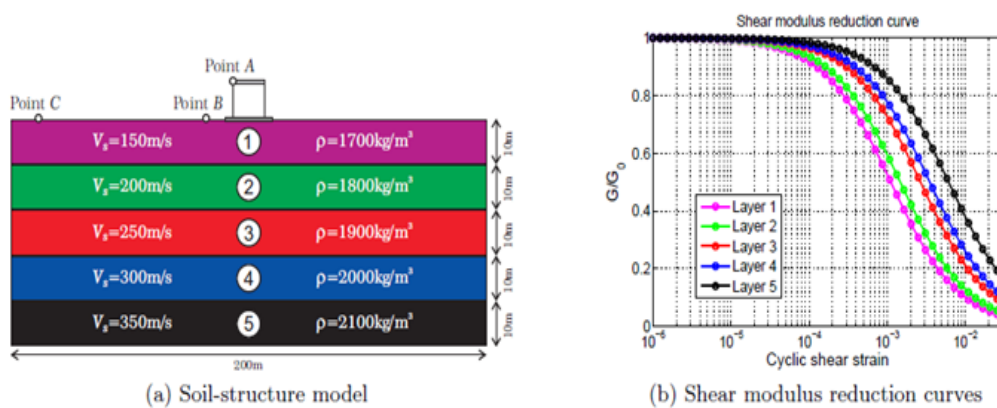 Point A
Point C
Point B
Vs=150m/s
1
ρ=1700kg/m³
10m
Vs=200m/s
2
ρ=1800kg/m³
10m
Vs=250m/s
3
ρ=1900kg/m³
10m
Vs=300m/s
4
ρ=2000kg/m³
10m
Vs=350m/s
5
ρ=2100kg/m³
10m
200m
(a) Soil-structure model
Shear modulus reduction curve
1
0.8
0.6
0.4
0.2
0
G/G₀
Layer 1
Layer 2
Layer 3
Layer 4
Layer 5
10⁻⁶
10⁻⁵
10⁻⁴
10⁻³
10⁻²
Cyclic shear strain
(b) Shear modulus reduction curves